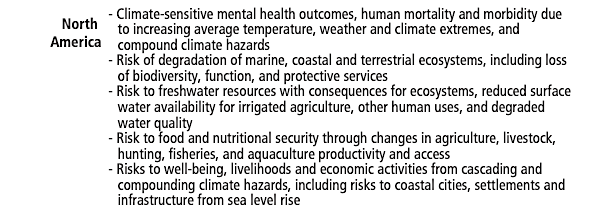 North
America
- Climate-sensitive mental health outcomes, human mortality and morbidity due
to increasing average temperature, weather and climate extremes, and
compound climate hazards
- Risk of degradation of marine, coastal and terrestrial ecosystems, including loss
of biodiversity, function, and protective services
- Risk to freshwater resources with consequences for ecosystems, reduced surface
water availability for irrigated agriculture, other human uses, and degraded
water quality
- Risk to food and nutritional security through changes in agriculture, livestock,
hunting, fisheries, and aquaculture productivity and access
- Risks to well-being, livelihoods and economic activities from cascading and
compounding climate hazards, including risks to coastal cities, settlements and
infrastructure from sea level rise